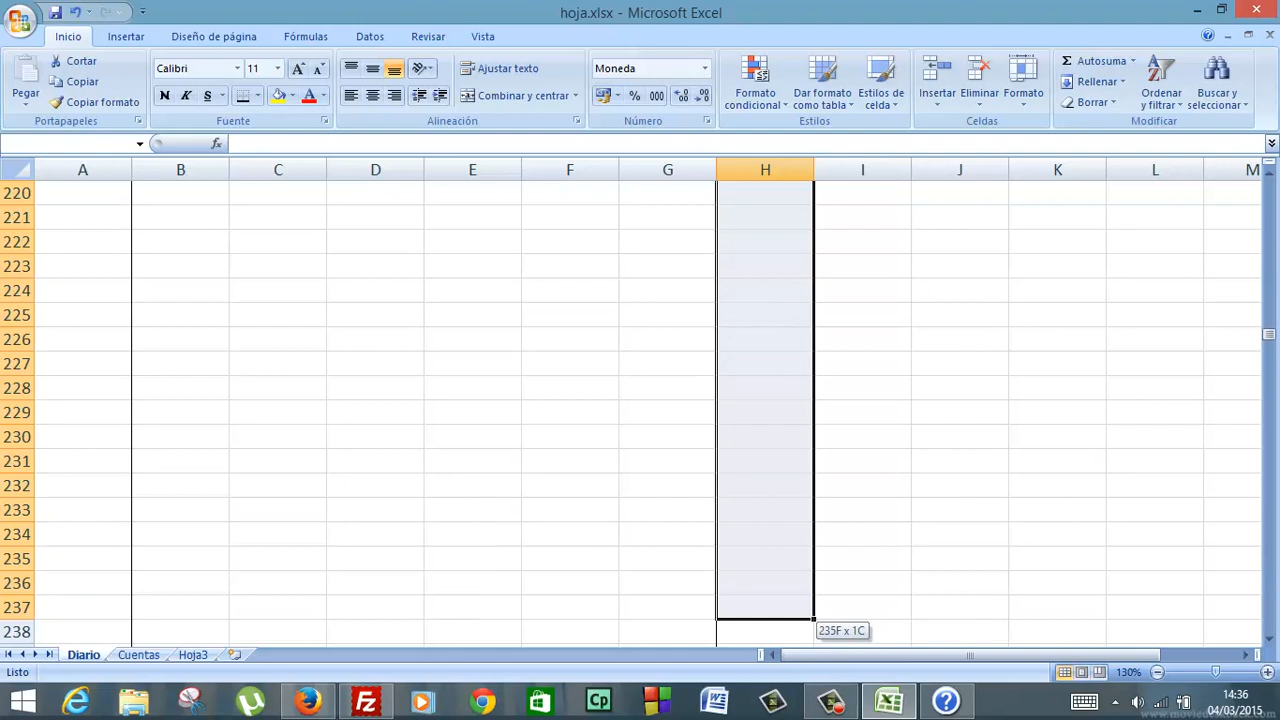 hoja.xlsx - Microsoft Excel
Inicio Insertar Diseño de página Fórmulas Datos Revisar Vista
Pegar
Cortar
Copiar
Copiar formato
Portapapeles
Calibri 11
N K S
A A
A
Fuente
Ajustar texto
Combinar y centrar
Alineación
Moneda
% 000
Número
Formato condicional
Dar formato como tabla
Estilos de celda
Estilos
Insertar Eliminar Formato
Celdas
Σ Autosuma
Rellenar
Borrar
Ordenar y filtrar
Buscar y seleccionar
Modificar
fx
A B C D E F G H I J K L M
220
221
222
223
224
225
226
227
228
229
230
231
232
233
234
235
236
237
238
235F x 1C
Diario Cuentas Hoja3
Listo
130%
14:36
04/03/2015